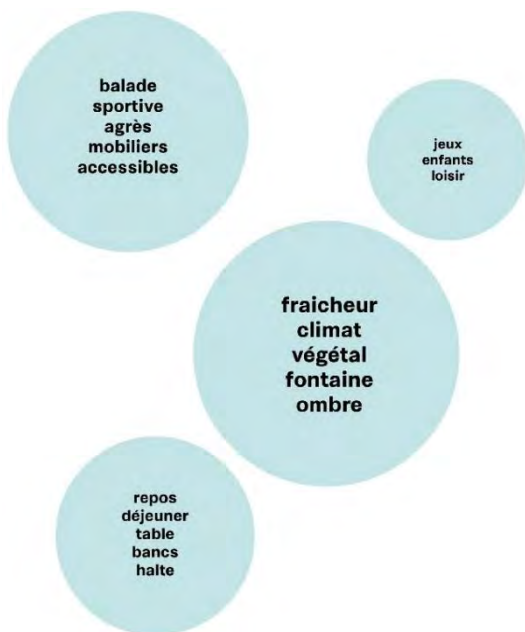 balade
sportive
agrès
mobiliers
accessibles
jeux
enfants
loisir
fraicheur
climat
végétal
fontaine
ombre
repos
déjeuner
table
bancs
halte